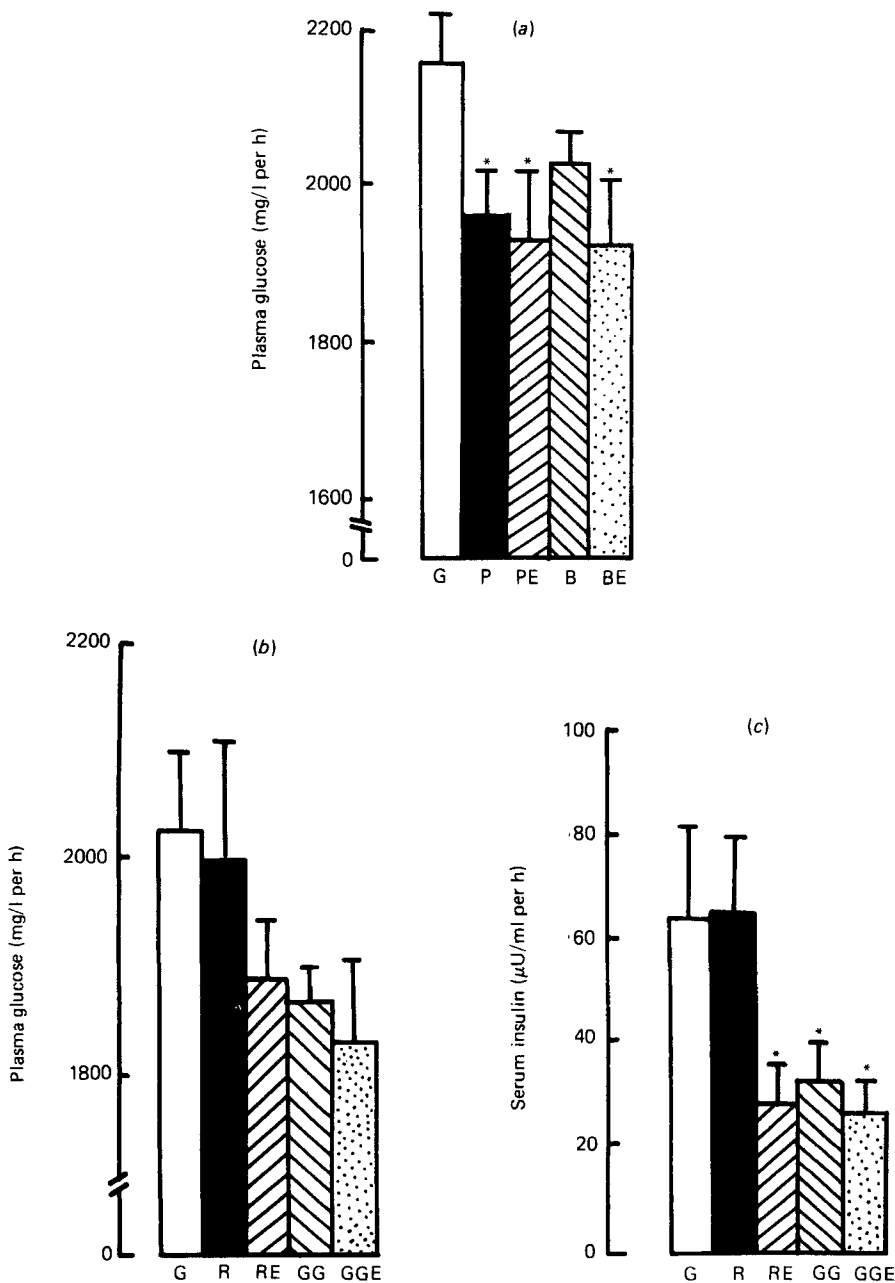 (a)
Plasma glucose (mg/l per h)
2200
2000
1800
1600
0
G P PE B BE
* * *
(b)
Plasma glucose (mg/l per h)
2200
2000
1800
0
G R RE GG GGE
(c)
Serum insulin (μU/ml per h)
100
80
60
40
20
0
* * *
G R RE GG GGE